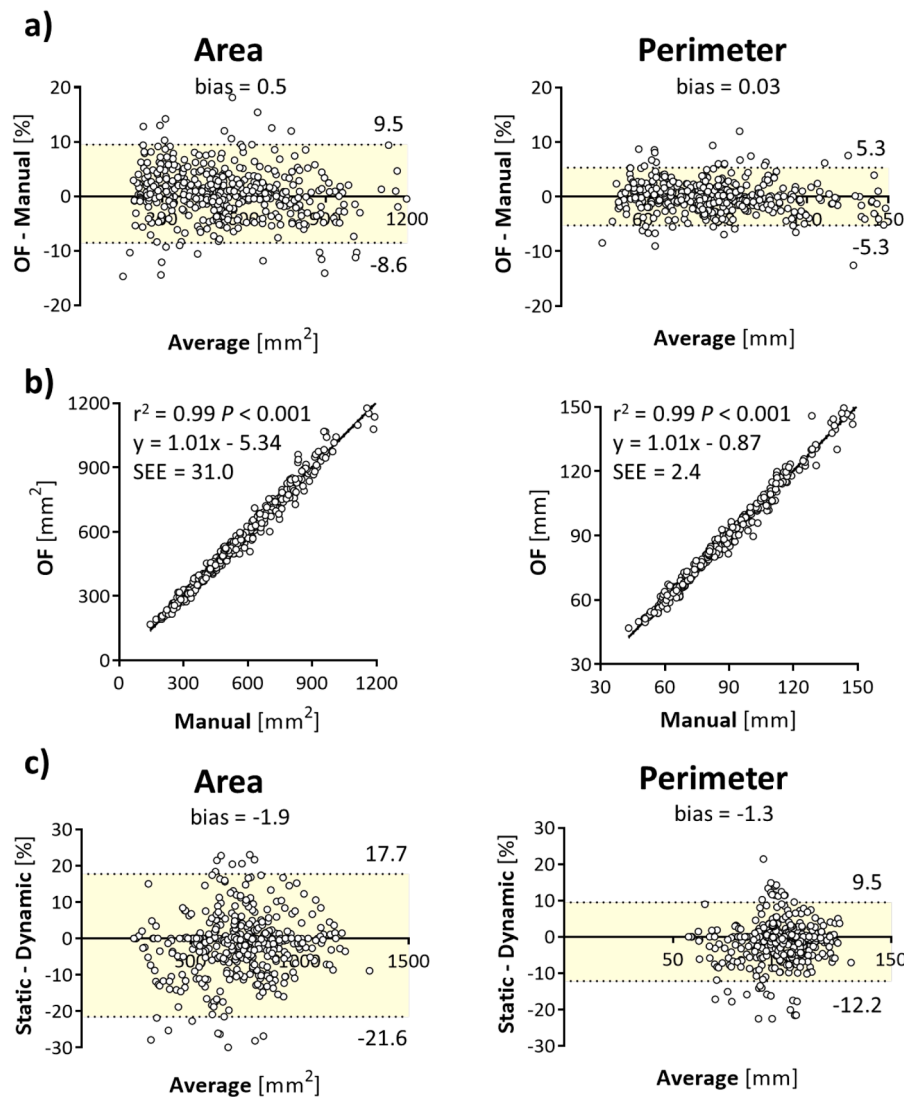 a)
Area
bias = 0.5
OF - Manual [%]
20
10
0
-10
-20
9.5
-8.6
1200
Average [mm²]
Perimeter
bias = 0.03
OF - Manual [%]
20
10
0
-10
-20
5.3
-5.3
Average [mm]
b)
r² = 0.99 P < 0.001
y = 1.01x - 5.34
SEE = 31.0
OF [mm²]
1200
900
600
300
0
0 300 600 900 1200
Manual [mm²]
r² = 0.99 P < 0.001
y = 1.01x - 0.87
SEE = 2.4
OF [mm]
150
120
90
60
30
30 60 90 120 150
Manual [mm]
c)
Area
bias = -1.9
Static - Dynamic [%]
30
20
10
0
-10
-20
-30
17.7
-21.6
1500
Average [mm²]
Perimeter
bias = -1.3
Static - Dynamic [%]
30
20
10
0
-10
-20
-30
9.5
-12.2
50
Average [mm]